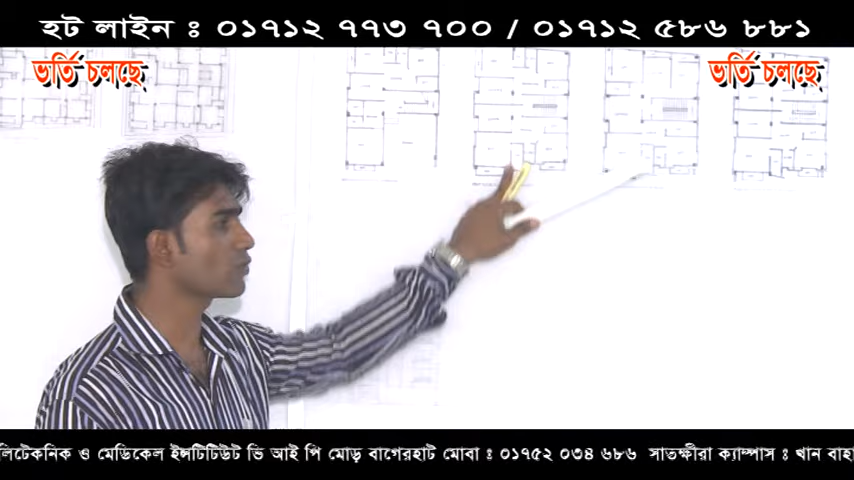 হট লাইন : ০১৭১২ ৭৭৩ ৭০০ / ০১৭১২ ৫৮৬ ৮৮১
ভর্তি চলছে
ভর্তি চলছে
লিটেকনিক ও মেডিকেল ইন্সটিটিউট ভি আই পি মোড় বাগেরহাট মোবা : ০১৭৫২ ০৩৪ ৬৮৬ সাতক্ষীরা ক্যাম্পাস : খান বাহা